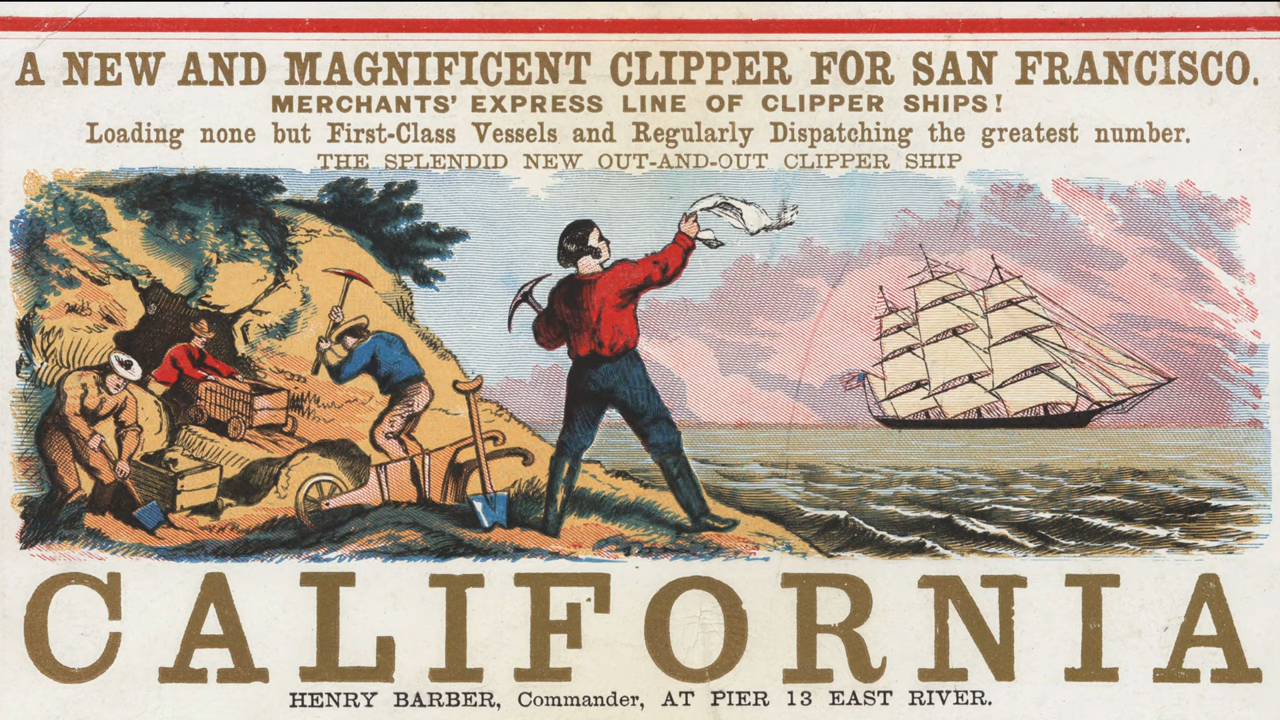 A NEW AND MAGNIFICENT CLIPPER FOR SAN FRANCISCO.
MERCHANTS' EXPRESS LINE OF CLIPPER SHIPS!
Loading none but First-Class Vessels and Regularly Dispatching the greatest number.
THE SPLENDID NEW OUT-AND-OUT CLIPPER SHIP
CALIFORNIA
HENRY BARBER, Commander, AT PIER 13 EAST RIVER.